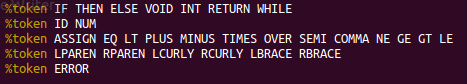 %token IF THEN ELSE VOID INT RETURN WHILE
%token ID NUM
%token ASSIGN EQ LT PLUS MINUS TIMES OVER SEMI COMMA NE GE GT LE
%token LPAREN RPAREN LCURLY RCURLY LBRACE RBRACE
%token ERROR